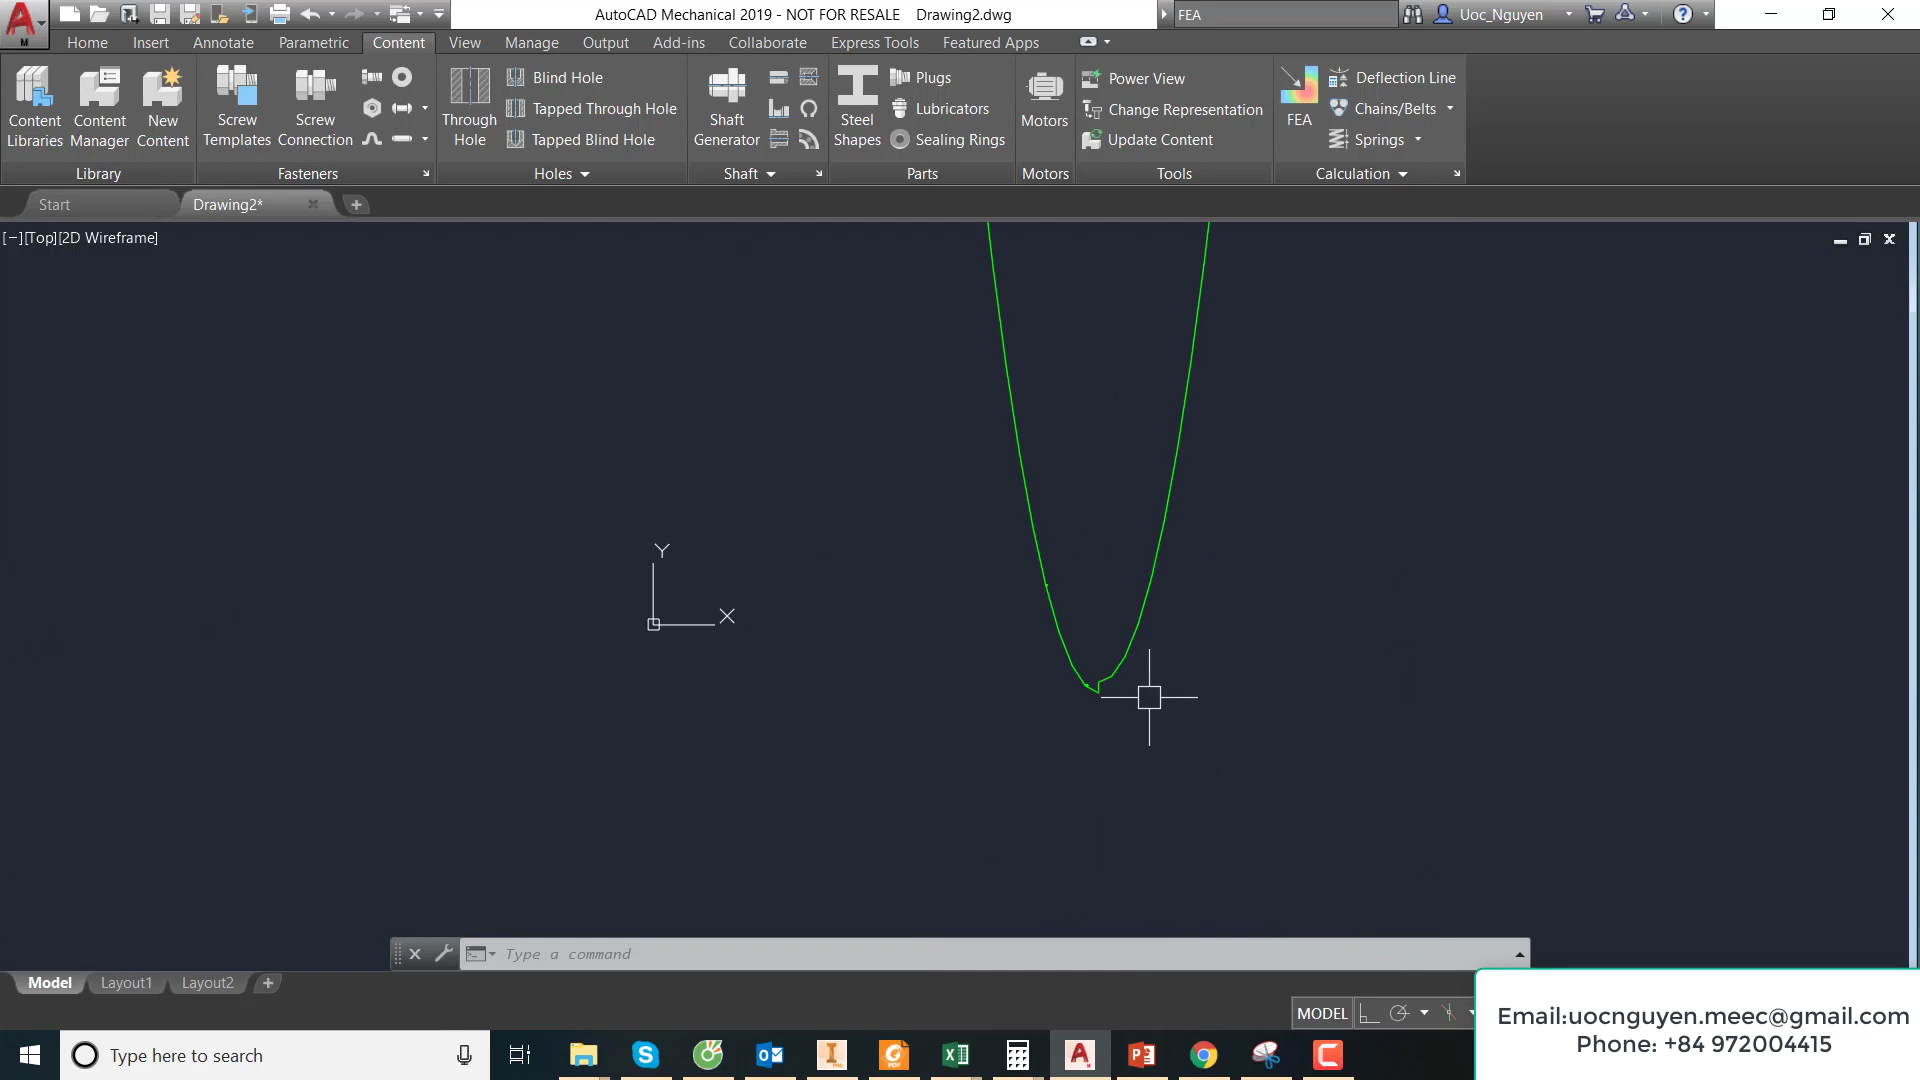 AutoCAD Mechanical 2019 - NOT FOR RESALE Drawing2.dwg
FEA
Uoc_Nguyen
M
Home Insert Annotate Parametric Content View Manage Output Add-ins Collaborate Express Tools Featured Apps
Content Libraries
Content Manager
New Content
Library
Screw Templates
Screw Connection
Fasteners
Through Hole
Blind Hole
Tapped Through Hole
Tapped Blind Hole
Holes
Shaft Generator
Shaft
Steel Shapes
Plugs
Lubricators
Sealing Rings
Parts
Motors
Motors
Power View
Change Representation
Update Content
Tools
FEA
Deflection Line
Chains/Belts
Springs
Calculation
Start
Drawing2*
[−][Top][2D Wireframe]
Y
X
Type a command
Model Layout1 Layout2
MODEL
Email:uocnguyen.meec@gmail.com
Phone: +84 972004415
Type here to search